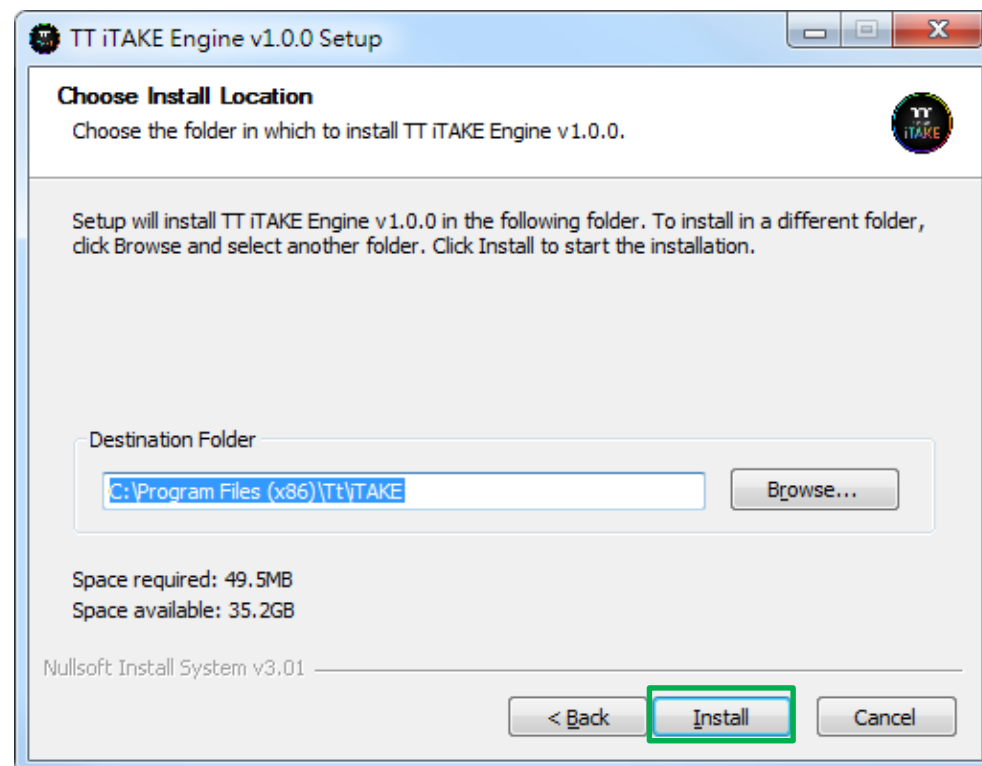 TT iTAKE Engine v1.0.0 Setup
Choose Install Location
Choose the folder in which to install TT iTAKE Engine v1.0.0.
TT
iTAKE
Setup will install TT iTAKE Engine v1.0.0 in the following folder. To install in a different folder,
click Browse and select another folder. Click Install to start the installation.
Destination Folder
C:\Program Files (x86)\Tt\iTAKE
Browse...
Space required: 49.5MB
Space available: 35.2GB
Nullsoft Install System v3.01
< Back
Install
Cancel